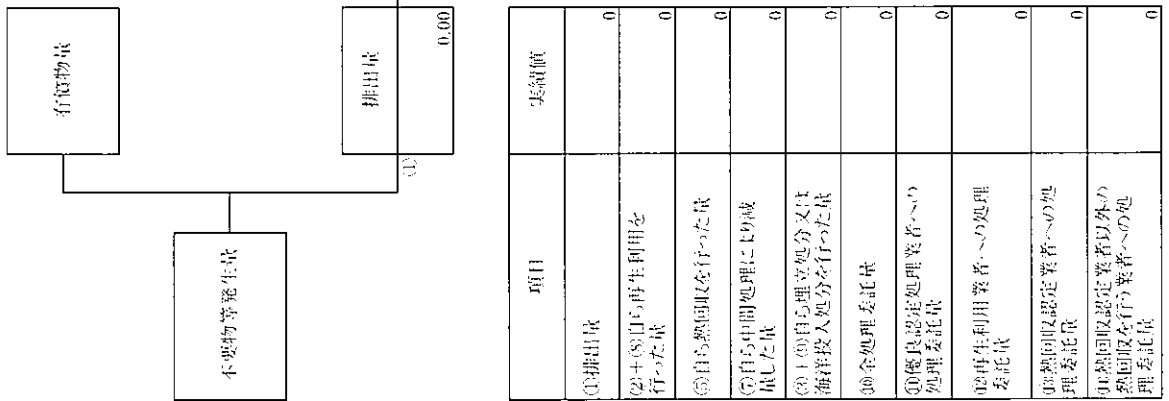 有償物量
不要物等発生量
排出量
①
0.00
項目
実績値
①排出量
0
②+⑧自ら再生利用を
行った量
0
⑤自ら熱回収を行った量
0
⑦自ら中間処理により減
量した量
0
③+⑨自ら埋立処分又は
海洋投入処分を行った量
0
⑩全処理委託量
0
⑪優良認定処理業者への
処理委託量
0
⑫再生利用業者への処理
委託量
0
⑬熱回収認定業者への処
理委託量
0
⑭熱回収認定業者以外の
熱回収を行う業者への処
理委託量
0